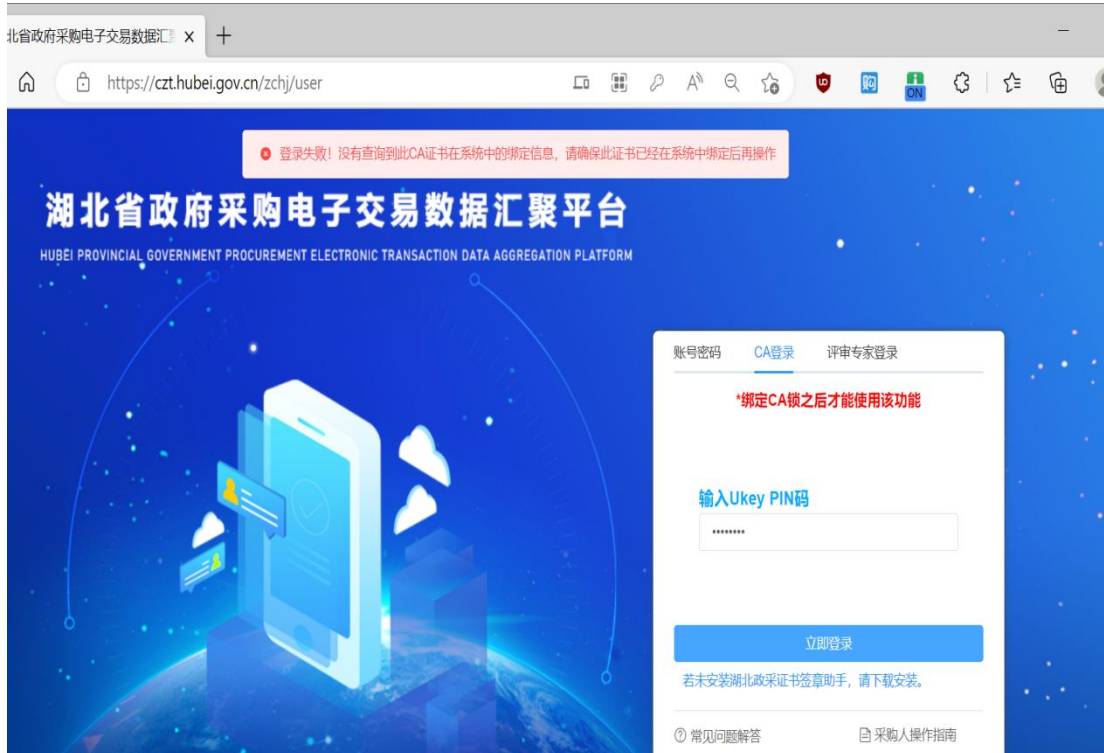 北省政府采购电子交易数据汇
https://czt.hubei.gov.cn/zchj/user
ON
登录失败！没有查询到此CA证书在系统中的绑定信息，请确保此证书已经在系统中绑定后再操作
湖北省政府采购电子交易数据汇聚平台
HUBEI PROVINCIAL GOVERNMENT PROCUREMENT ELECTRONIC TRANSACTION DATA AGGREGATION PLATFORM
账号密码 CA登录 评审专家登录
*绑定CA锁之后才能使用该功能
输入Ukey PIN码
••••••••
立即登录
若未安装湖北政采证书签章助手，请下载安装。
常见问题解答 采购人操作指南